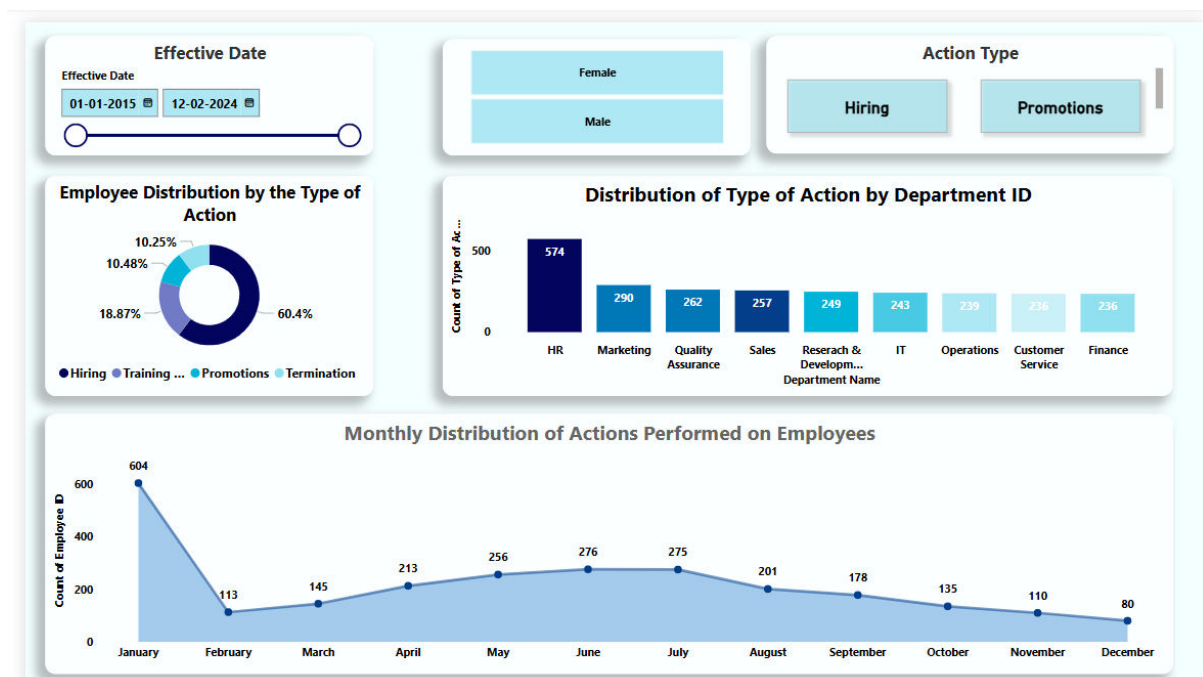 Effective Date
Effective Date
01-01-2015
12-02-2024
Female
Male
Action Type
Hiring
Promotions
Employee Distribution by the Type of
Action
10.25%
10.48%
18.87%
60.4%
Hiring Training ... Promotions Termination
Distribution of Type of Action by Department ID
Count of Type of Ac...
500
0
574
290
262
257
249
243
239
236
236
HR
Marketing
Quality
Assurance
Sales
Reserach &
Developm...
IT
Operations
Customer
Service
Finance
Department Name
Monthly Distribution of Actions Performed on Employees
Count of Employee ID
600
400
200
0
604
113
145
213
256
276
275
201
178
135
110
80
January
February
March
April
May
June
July
August
September
October
November
December